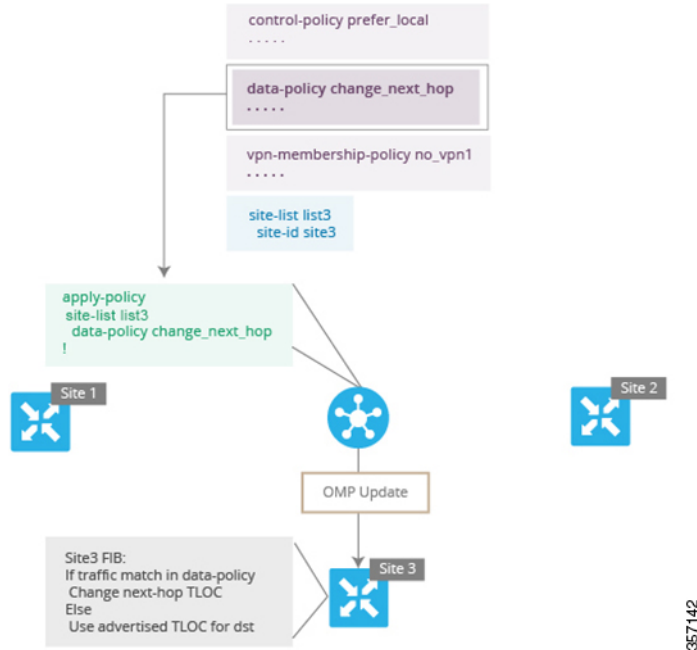 control-policy prefer_local
. . . . .
data-policy change_next_hop
. . . . .
vpn-membership-policy no_vpn1
. . . . .
site-list list3
site-id site3
apply-policy
site-list list3
data-policy change_next_hop
!
Site 1
Site 2
OMP Update
Site3 FIB:
If traffic match in data-policy
Change next-hop TLOC
Else
Use advertised TLOC for dst
Site 3
357142